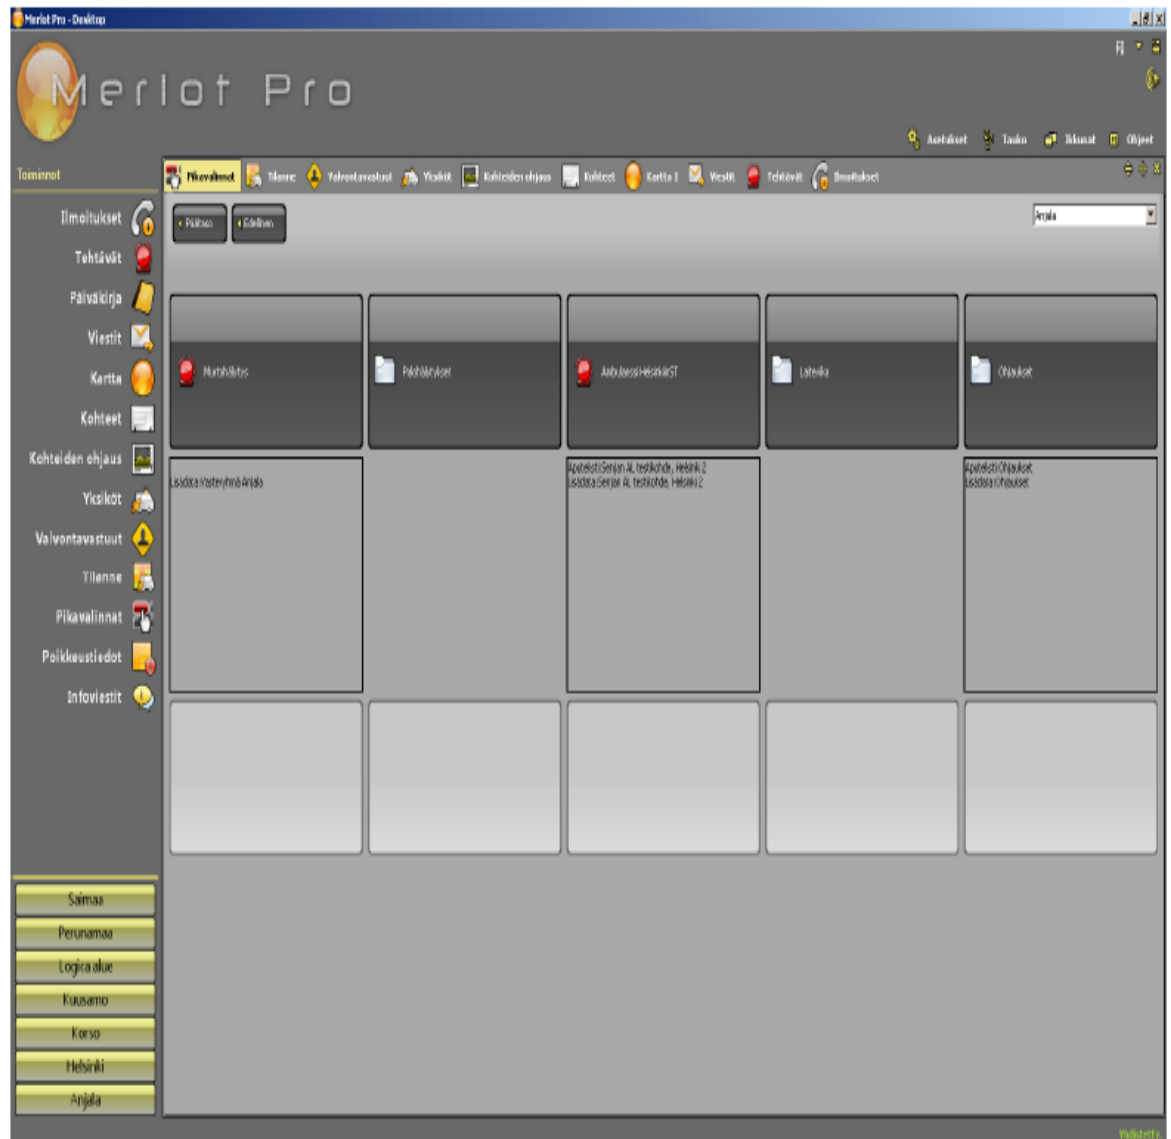 Merlot Pro - Desktop
FI
Merlot Pro
Asetukset Tauko Ikkunat Ohjeet
Toiminnot
Pikavalinnat Tilanne Valvontavastuut Yksiköt Kohteiden ohjaus Kohteet Kartta 1 Viestit Tehtävät Ilmoitukset
Päätaso Edellinen
Anjala
Ilmoitukset
Tehtävät
Päiväkirja
Viestit
Kartta
Kohteet
Kohteiden ohjaus
Yksiköt
Valvontavastuut
Tilanne
Pikavalinnat
Poikkeustiedot
Infoviestit
Murtohälytys
Palohälytykset
Ambulanssi HelsinkiäST
Laitevika
Ohjaukset
Lisädata:Masteryhmä Anjala
Aputeksti:Senjan AL testikohde, Helsinki 2
Lisädata:Senjan AL testikohde, Helsinki 2
Aputeksti:Ohjaukset
Lisädata:Ohjaukset
Saimaa
Perunamaa
Logica alue
Kuusamo
Korso
Helsinki
Anjala
Yhdistetty